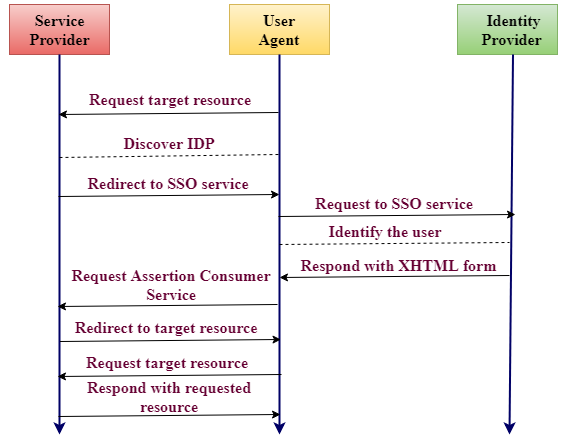 Service
Provider
User
Agent
Identity
Provider
Request target resource
Discover IDP
Redirect to SSO service
Request to SSO service
Identify the user
Respond with XHTML form
Request Assertion Consumer
Service
Redirect to target resource
Request target resource
Respond with requested
resource